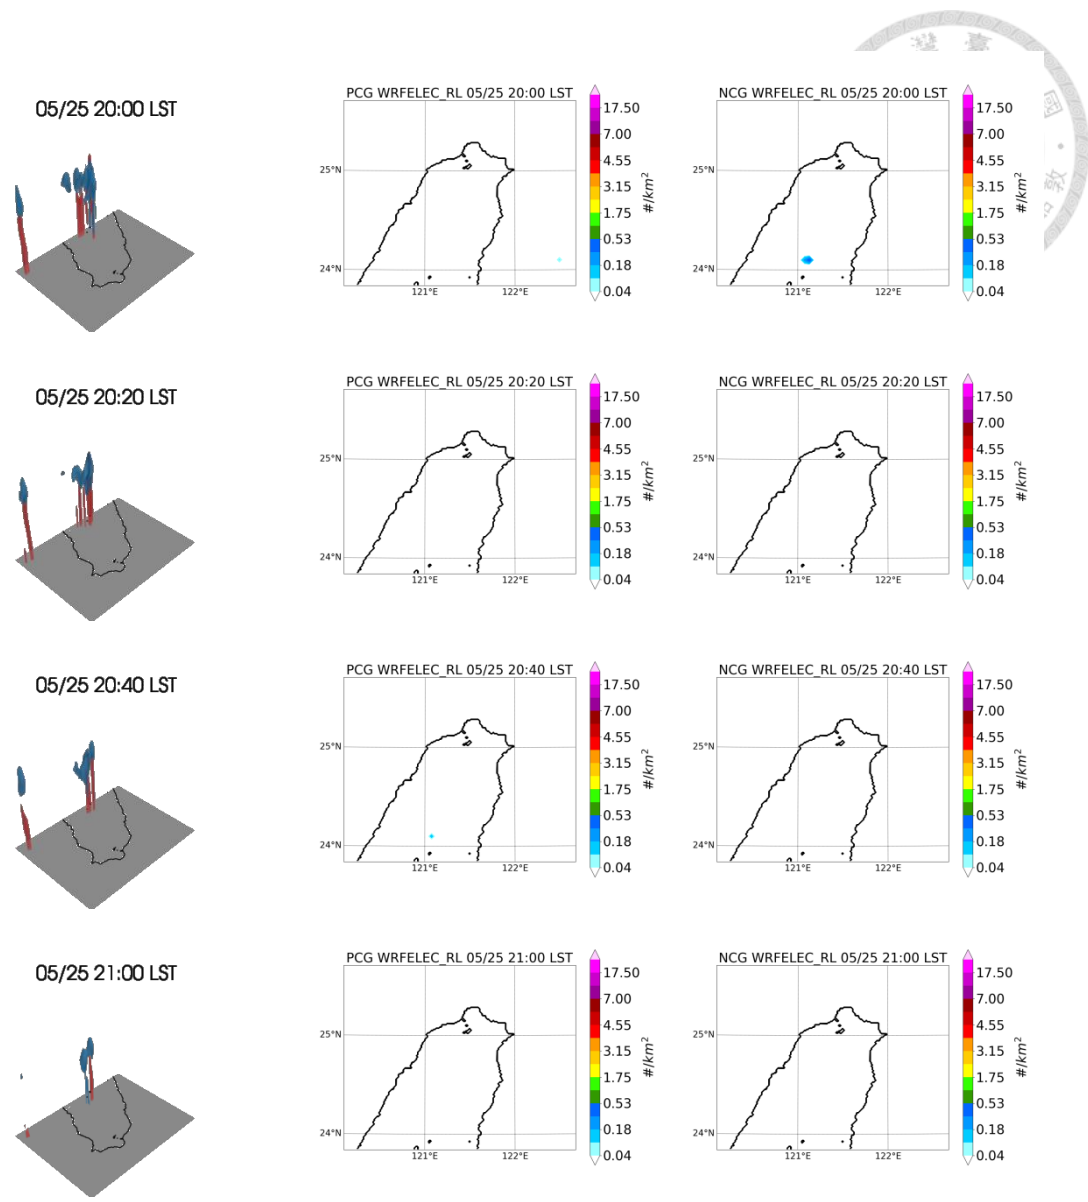 05/25 20:00 LST
PCG WRFELEC_RL 05/25 20:00 LST
25°N
24°N
121°E 122°E
17.50
7.00
4.55
3.15
1.75
0.53
0.18
0.04
#/km²
NCG WRFELEC_RL 05/25 20:00 LST
25°N
24°N
121°E 122°E
17.50
7.00
4.55
3.15
1.75
0.53
0.18
0.04
#/km²
國
05/25 20:20 LST
PCG WRFELEC_RL 05/25 20:20 LST
25°N
24°N
121°E 122°E
17.50
7.00
4.55
3.15
1.75
0.53
0.18
0.04
#/km²
NCG WRFELEC_RL 05/25 20:20 LST
25°N
24°N
121°E 122°E
17.50
7.00
4.55
3.15
1.75
0.53
0.18
0.04
#/km²
05/25 20:40 LST
PCG WRFELEC_RL 05/25 20:40 LST
25°N
24°N
121°E 122°E
17.50
7.00
4.55
3.15
1.75
0.53
0.18
0.04
#/km²
NCG WRFELEC_RL 05/25 20:40 LST
25°N
24°N
121°E 122°E
17.50
7.00
4.55
3.15
1.75
0.53
0.18
0.04
#/km²
05/25 21:00 LST
PCG WRFELEC_RL 05/25 21:00 LST
25°N
24°N
121°E 122°E
17.50
7.00
4.55
3.15
1.75
0.53
0.18
0.04
#/km²
NCG WRFELEC_RL 05/25 21:00 LST
25°N
24°N
121°E 122°E
17.50
7.00
4.55
3.15
1.75
0.53
0.18
0.04
#/km²